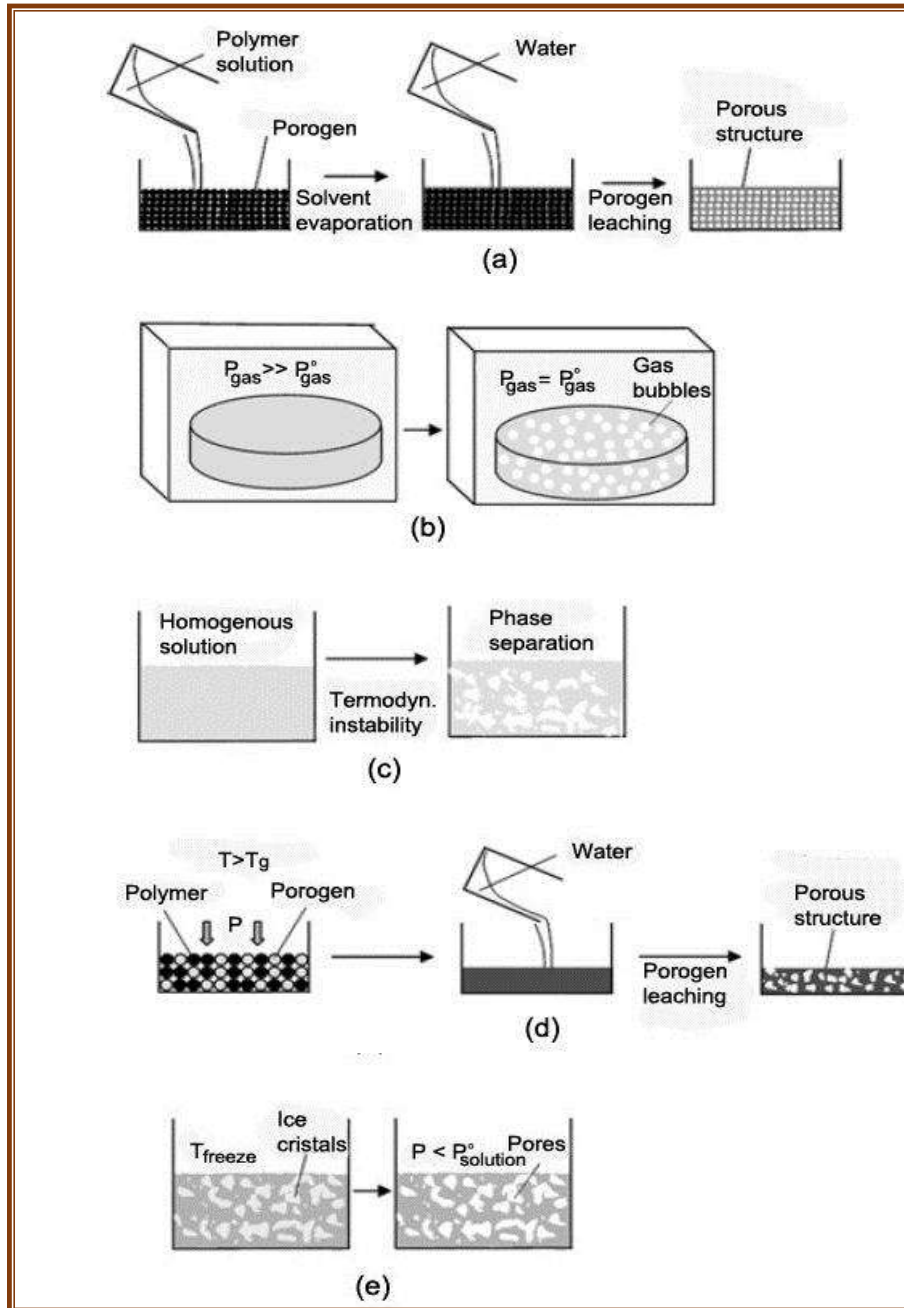 Polymer
solution
Water
Porogen
Porous
structure
Solvent
evaporation
Porogen
leaching
(a)
Pgas >> P°gas
Pgas = P°gas
Gas
bubbles
(b)
Homogenous
solution
Phase
separation
Termodyn.
instability
(c)
T>Tg
Polymer
Porogen
P
Water
Porous
structure
Porogen
leaching
(d)
Tfreeze
Ice
cristals
P < P°solution
Pores
(e)